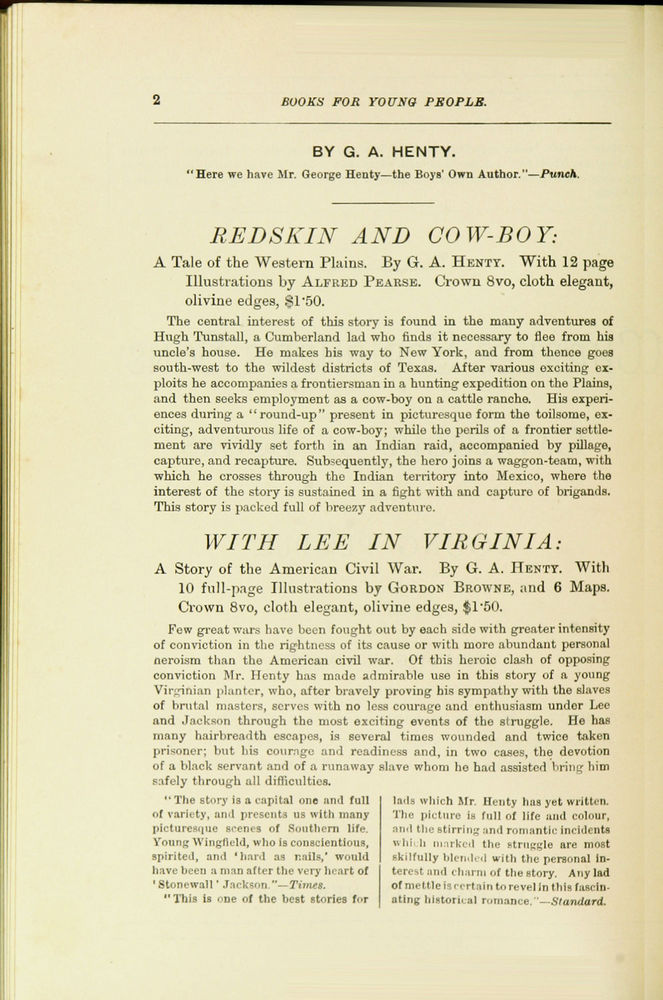 2
BOOKS FOR YOUNG PEOPLE.
BY G. A. HENTY.
"Here we have Mr. George Henty—the Boys' Own Author."—Punch.
REDSKIN AND COW-BOY:
A Tale of the Western Plains. By G. A. HENTY. With 12 page
Illustrations by ALFRED PEARSE. Crown 8vo, cloth elegant,
olivine edges, $1·50.
The central interest of this story is found in the many adventures of
Hugh Tunstall, a Cumberland lad who finds it necessary to flee from his
uncle's house. He makes his way to New York, and from thence goes
south-west to the wildest districts of Texas. After various exciting ex-
ploits he accompanies a frontiersman in a hunting expedition on the Plains,
and then seeks employment as a cow-boy on a cattle ranche. His experi-
ences during a "round-up" present in picturesque form the toilsome, ex-
citing, adventurous life of a cow-boy; while the perils of a frontier settle-
ment are vividly set forth in an Indian raid, accompanied by pillage,
capture, and recapture. Subsequently, the hero joins a waggon-team, with
which he crosses through the Indian territory into Mexico, where the
interest of the story is sustained in a fight with and capture of brigands.
This story is packed full of breezy adventure.
WITH LEE IN VIRGINIA:
A Story of the American Civil War. By G. A. HENTY. With
10 full-page Illustrations by GORDON BROWNE, and 6 Maps.
Crown 8vo, cloth elegant, olivine edges, $1·50.
Few great wars have been fought out by each side with greater intensity
of conviction in the rightness of its cause or with more abundant personal
neroism than the American civil war. Of this heroic clash of opposing
conviction Mr. Henty has made admirable use in this story of a young
Virginian planter, who, after bravely proving his sympathy with the slaves
of brutal masters, serves with no less courage and enthusiasm under Lee
and Jackson through the most exciting events of the struggle. He has
many hairbreadth escapes, is several times wounded and twice taken
prisoner; but his courage and readiness and, in two cases, the devotion
of a black servant and of a runaway slave whom he had assisted bring him
safely through all difficulties.
"The story is a capital one and full
of variety, and presents us with many
picturesque scenes of Southern life.
Young Wingfield, who is conscientious,
spirited, and 'hard as nails,' would
have been a man after the very heart of
'Stonewall' Jackson."—Times.
"This is one of the best stories for
lads which Mr. Henty has yet written.
The picture is full of life and colour,
and the stirring and romantic incidents
which marked the struggle are most
skilfully blended with the personal in-
terest and charm of the story. Any lad
of mettle is certain to revel in this fascin-
ating historical romance."—Standard.